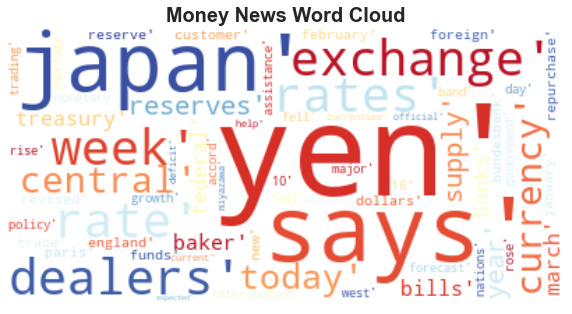 Money News Word Cloud
reserve' customer' february' foreign'
japan' exchange'
trading' shortage assistance' repurchase'
monetary' rates' band' day'
reserves'
treasury' fell' currencies' official'
rise' week' federal' help' supply' banks' bundesbank' government'
yen'
accord' major'
central' deficit' miyazawa' 10' 16' currency' january'
revised growth' dollars'
policy' rate' says' year' march'
trade' england' baker' new'
paris' funds' current' forecast' nations' rose'
dealers' today' west' bills'
expected' intervention'